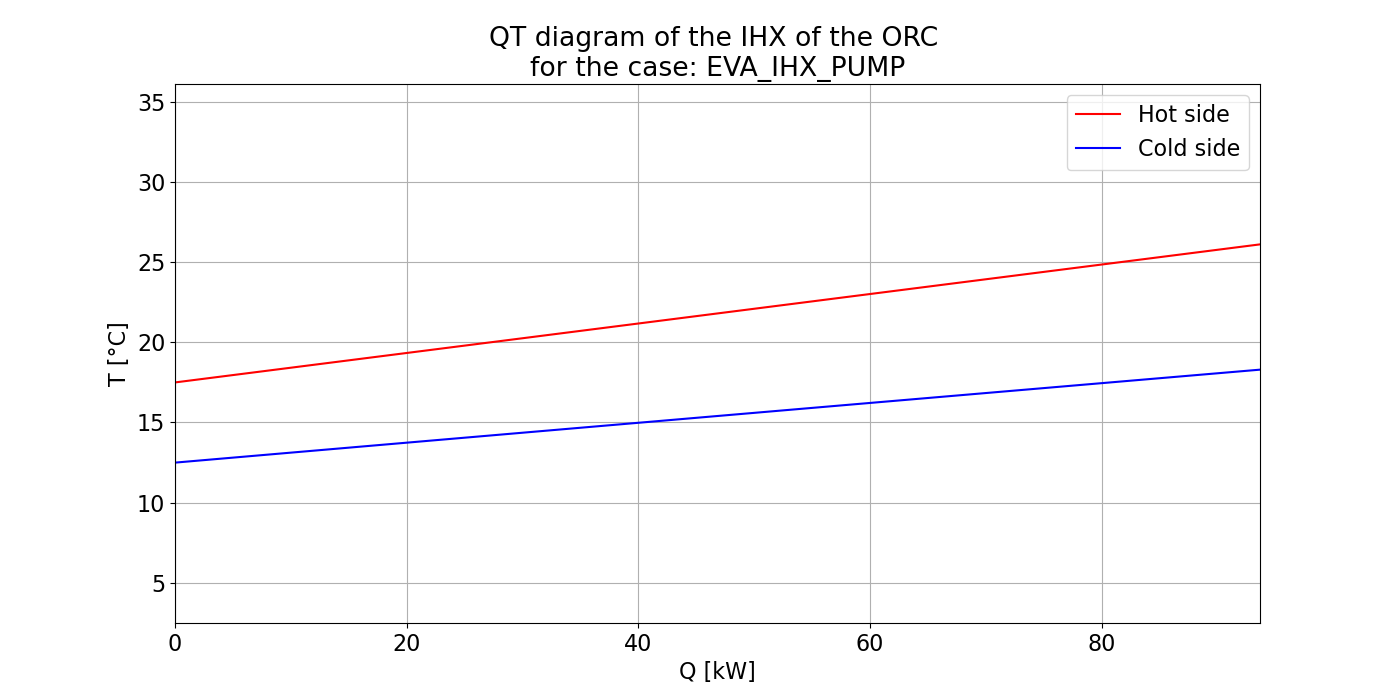 QT diagram of the IHX of the ORC
for the case: EVA_IHX_PUMP
Hot side
Cold side
35
30
25
20
15
10
5
T [°C]
0
20
40
60
80
Q [kW]